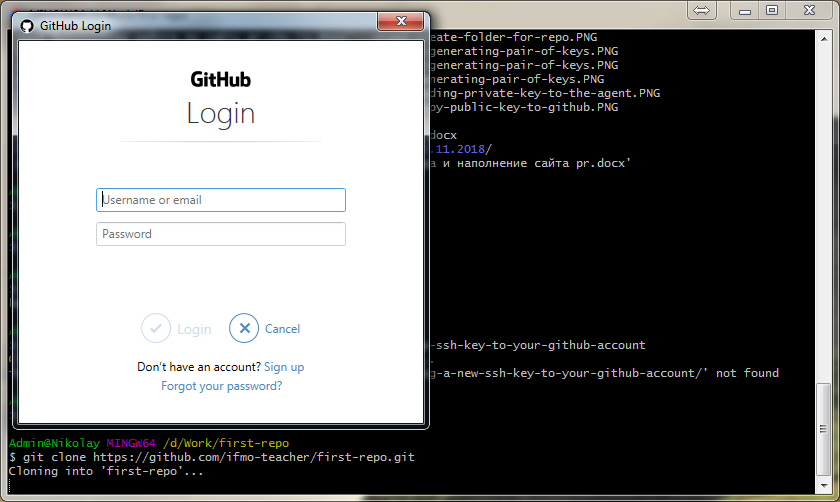 GitHub Login
GitHub
Login
Username or email
Password
Login
Cancel
Don't have an account? Sign up
Forgot your password?
eate-folder-for-repo.PNG
generating-pair-of-keys.PNG
generating-pair-of-keys.PNG
nerating-pair-of-keys.PNG
ding-private-key-to-the-agent.PNG
py-public-key-to-github.PNG
docx
.11.2018/
а и наполнение сайта pr.docx'
-ssh-key-to-your-github-account
g-a-new-ssh-key-to-your-github-account/' not found
Admin@Nikolay MINGW64 /d/Work/first-repo
$ git clone https://github.com/ifmo-teacher/first-repo.git
Cloning into 'first-repo'...